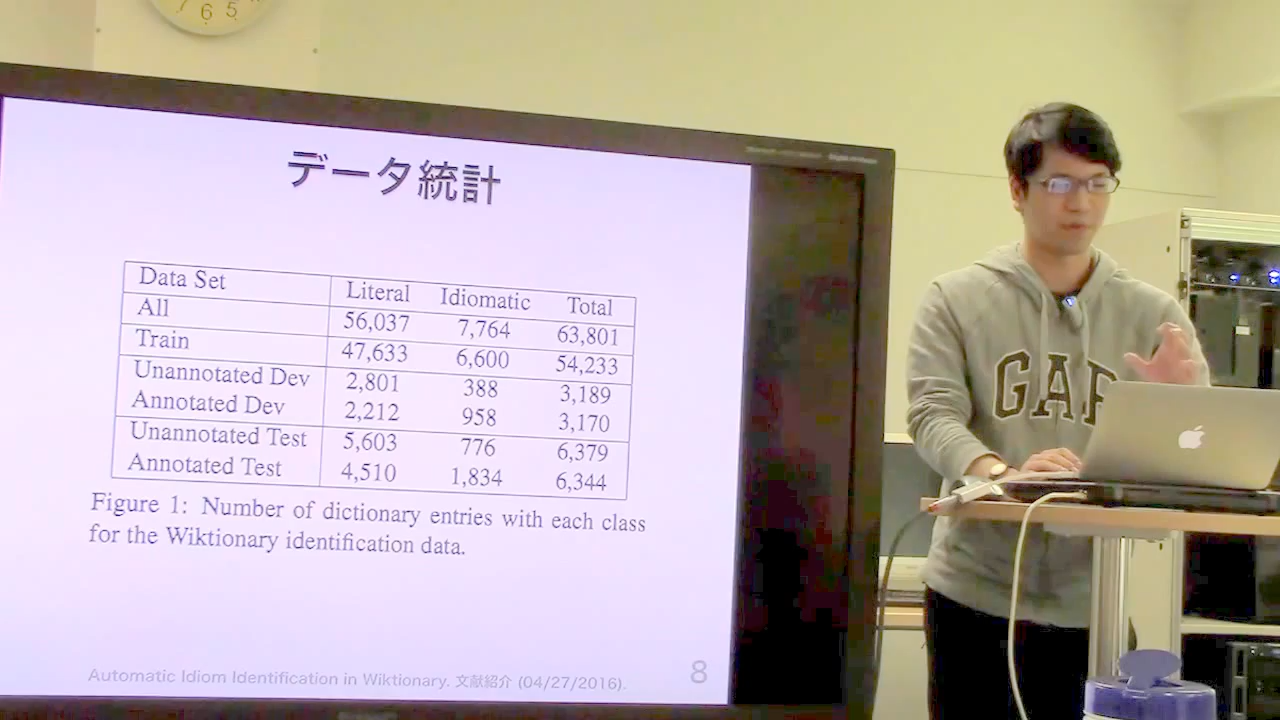 7 6 5
データ統計
Data Set Literal Idiomatic Total
All 56,037 7,764 63,801
Train 47,633 6,600 54,233
Unannotated Dev 2,801 388 3,189
Annotated Dev 2,212 958 3,170
Unannotated Test 5,603 776 6,379
Annotated Test 4,510 1,834 6,344
Figure 1: Number of dictionary entries with each class
for the Wiktionary identification data.
Automatic Idiom Identification in Wiktionary. 文献紹介 (04/27/2016).
8
GAP